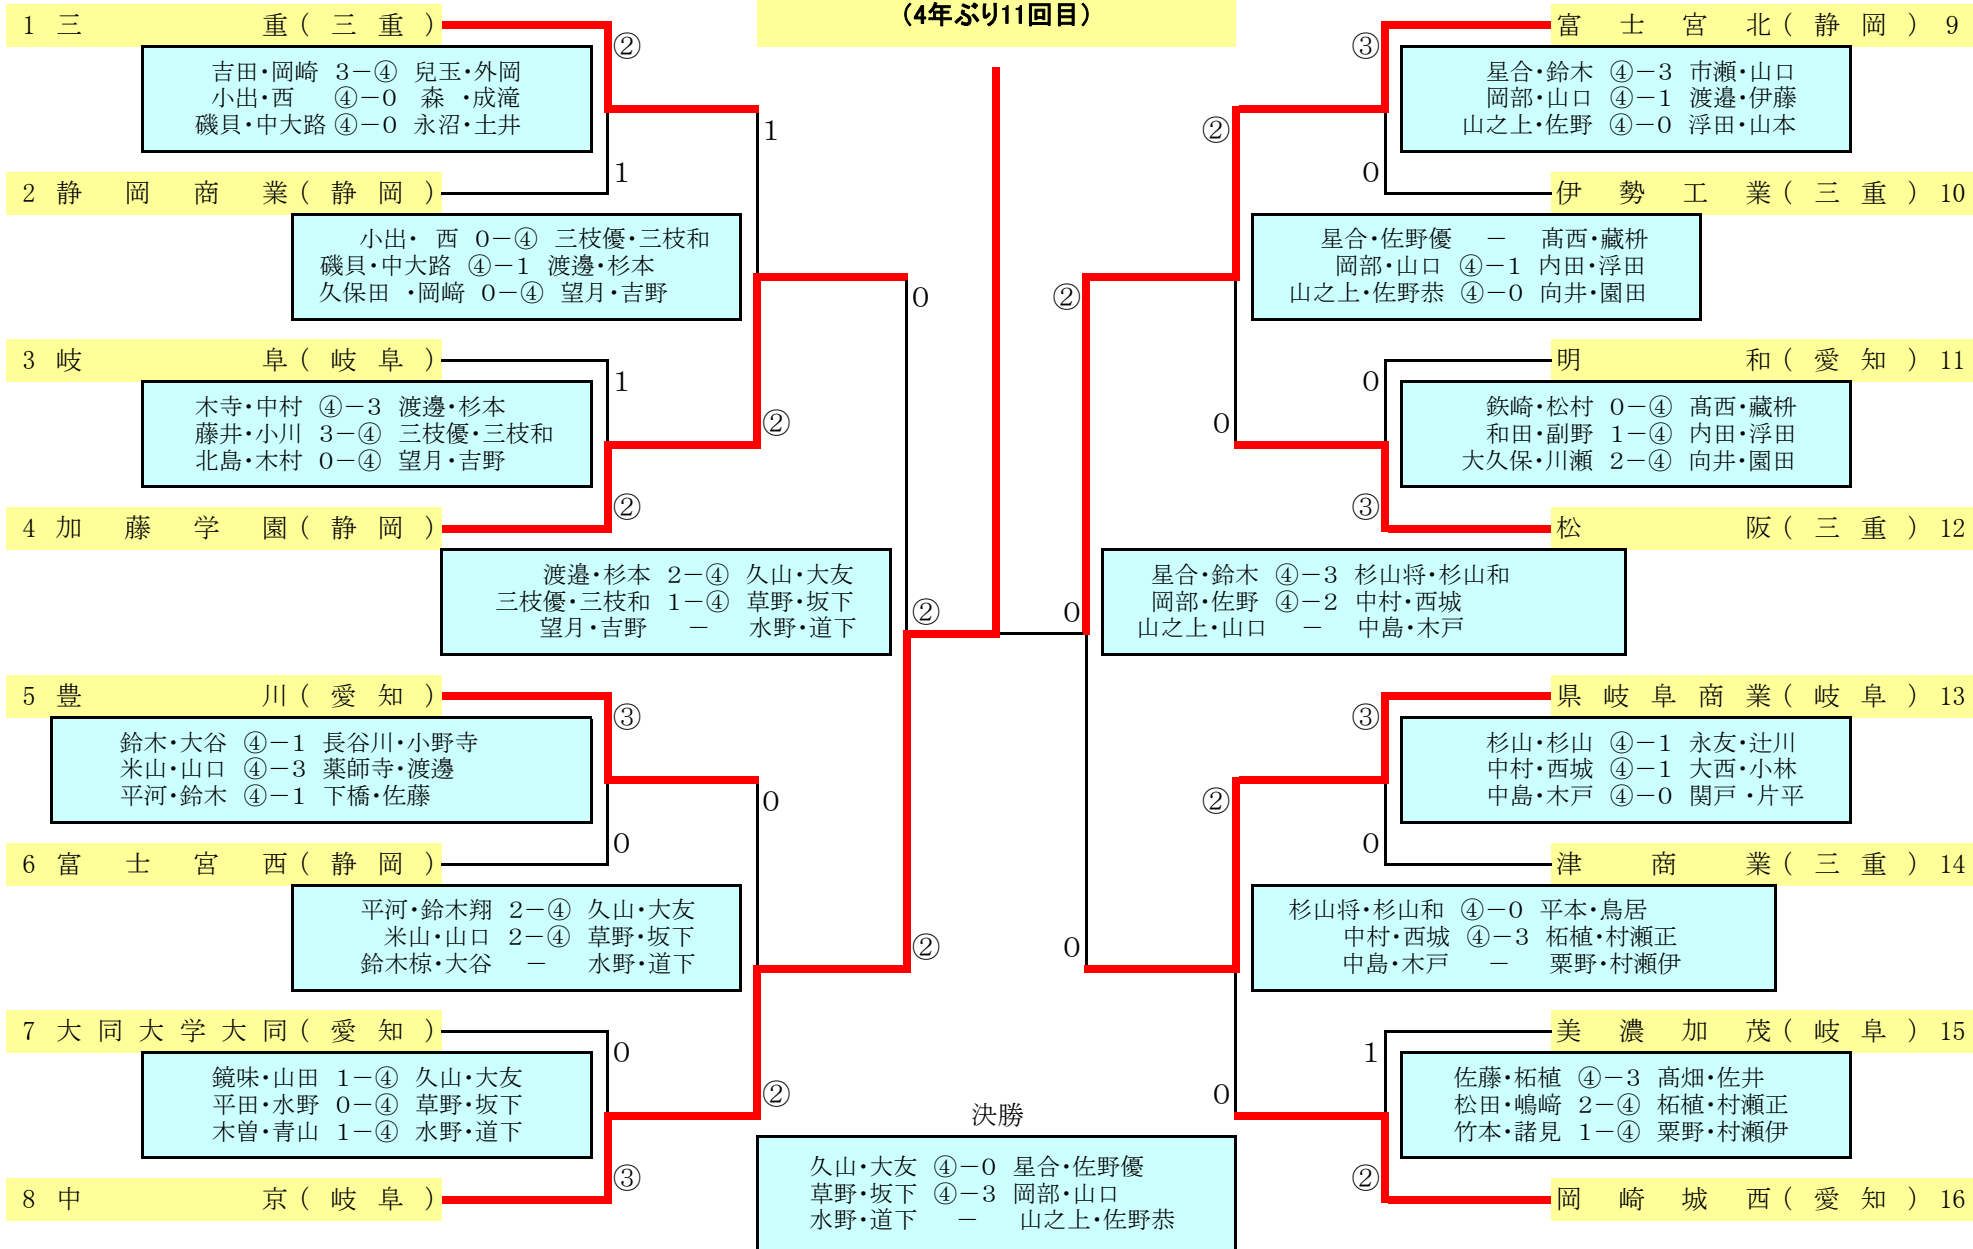 (4年ぶり11回目)
1 三 重 ( 三 重 )
②
吉田・岡崎 3-④ 兒玉・外岡
小出・西 ④-0 森 ・成滝
磯貝・中大路 ④-0 永沼・土井
1
1
2 静 岡 商 業 ( 静 岡 )
小出・ 西 0-④ 三枝優・三枝和
磯貝・中大路 ④-1 渡邉・杉本
久保田 ・岡﨑 0-④ 望月・吉野
0
3 岐 阜 ( 岐 阜 )
1
木寺・中村 ④-3 渡邉・杉本
藤井・小川 3-④ 三枝優・三枝和
北島・木村 0-④ 望月・吉野
②
②
4 加 藤 学 園 ( 静 岡 )
渡邉・杉本 2-④ 久山・大友
三枝優・三枝和 1-④ 草野・坂下
望月・吉野 - 水野・道下
②
5 豊 川 ( 愛 知 )
③
鈴木・大谷 ④-1 長谷川・小野寺
米山・山口 ④-3 薬師寺・渡邊
平河・鈴木 ④-1 下橋・佐藤
0
0
6 富 士 宮 西 ( 静 岡 )
平河・鈴木翔 2-④ 久山・大友
米山・山口 2-④ 草野・坂下
鈴木椋・大谷 - 水野・道下
②
7 大 同 大 学 大 同 ( 愛 知 )
0
鏡味・山田 1-④ 久山・大友
平田・水野 0-④ 草野・坂下
木曽・青山 1-④ 水野・道下
②
③
8 中 京 ( 岐 阜 )
決勝
久山・大友 ④-0 星合・佐野優
草野・坂下 ④-3 岡部・山口
水野・道下 - 山之上・佐野恭
富 士 宮 北 ( 静 岡 ) 9
③
星合・鈴木 ④-3 市瀬・山口
岡部・山口 ④-1 渡邉・伊藤
山之上・佐野 ④-0 浮田・山本
②
0
伊 勢 工 業 ( 三 重 ) 10
星合・佐野優 - 髙西・藏枡
岡部・山口 ④-1 内田・浮田
山之上・佐野恭 ④-0 向井・園田
②
明 和 ( 愛 知 ) 11
0
鉃崎・松村 0-④ 髙西・藏枡
和田・副野 1-④ 内田・浮田
大久保・川瀬 2-④ 向井・園田
0
③
松 阪 ( 三 重 ) 12
星合・鈴木 ④-3 杉山将・杉山和
岡部・佐野 ④-2 中村・西城
山之上・山口 - 中島・木戸
0
県 岐 阜 商 業 ( 岐 阜 ) 13
③
杉山・杉山 ④-1 永友・辻川
中村・西城 ④-1 大西・小林
中島・木戸 ④-0 関戸 ・片平
②
0
津 商 業 ( 三 重 ) 14
杉山将・杉山和 ④-0 平本・鳥居
中村・西城 ④-3 柘植・村瀬正
中島・木戸 - 粟野・村瀬伊
0
美 濃 加 茂 ( 岐 阜 ) 15
1
佐藤・柘植 ④-3 髙畑・佐井
松田・嶋﨑 2-④ 柘植・村瀬正
竹本・諸見 1-④ 粟野・村瀬伊
0
②
岡 崎 城 西 ( 愛 知 ) 16